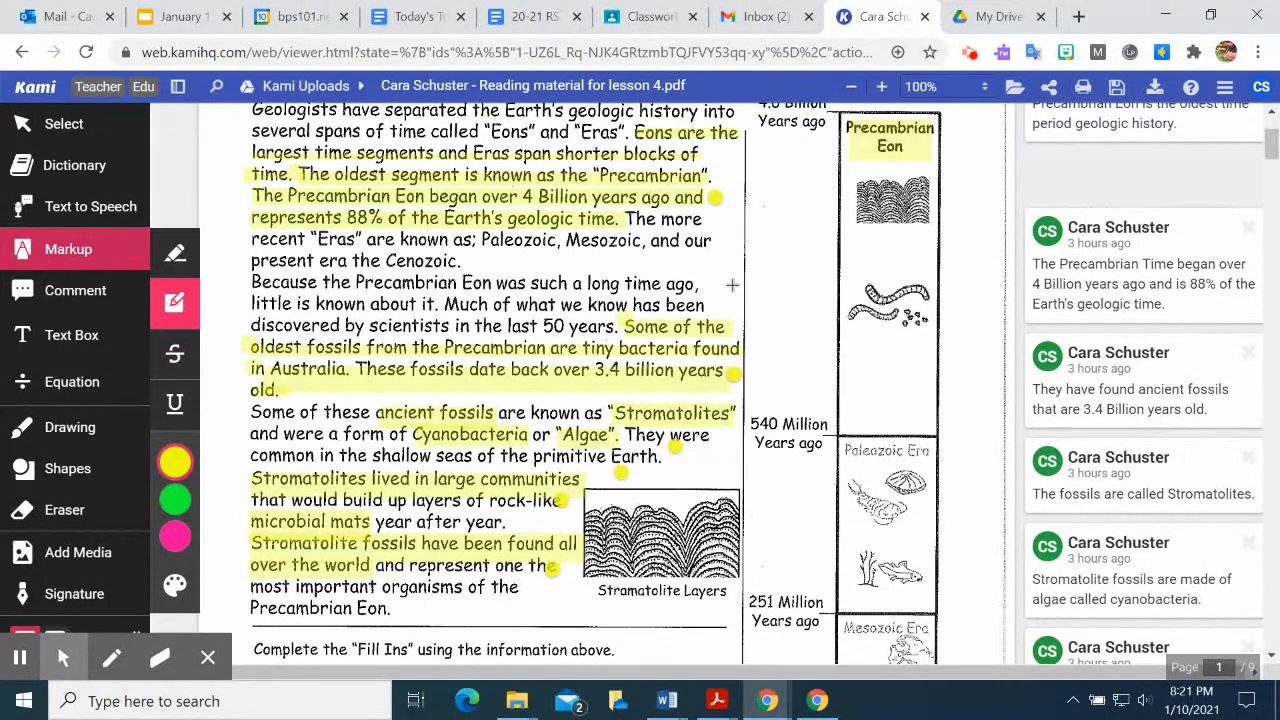 Mail - Ca
January 1
bps101.n
Today's T
20-21 RS
Classwor
Inbox (2)
Cara Schu
My Drive
web.kamihq.com/web/viewer.html?state=%7B"ids"%3A%5B"1-UZ6L_Rq-NJK4GRtzmbTQJFVY53qq-xy"%5D%2C"actio...
Kami Teacher Edu Kami Uploads Cara Schuster - Reading material for lesson 4.pdf 100% CS
Select
Dictionary
Text to Speech
Markup
Comment
Text Box
Equation
Drawing
Shapes
Eraser
Add Media
Signature
Geologists have separated the Earth's geologic history into
several spans of time called "Eons" and "Eras". Eons are the
largest time segments and Eras span shorter blocks of
time. The oldest segment is known as the "Precambrian".
The Precambrian Eon began over 4 Billion years ago and
represents 88% of the Earth's geologic time. The more
recent "Eras" are known as; Paleozoic, Mesozoic, and our
present era the Cenozoic.
Because the Precambrian Eon was such a long time ago,
little is known about it. Much of what we know has been
discovered by scientists in the last 50 years. Some of the
oldest fossils from the Precambrian are tiny bacteria found
in Australia. These fossils date back over 3.4 billion years
old.
Some of these ancient fossils are known as "Stromatolites"
and were a form of Cyanobacteria or "Algae". They were
common in the shallow seas of the primitive Earth.
Stromatolites lived in large communities
that would build up layers of rock-like
microbial mats year after year.
Stromatolite fossils have been found all
over the world and represent one the
most important organisms of the
Precambrian Eon.
Stramatolite Layers
Complete the "Fill Ins" using the information above.
4.6 Billion
Years ago
Precambrian
Eon
540 Million
Years ago
Paleozoic Era
251 Million
Years ago
Mesozoic Era
Precambrian Eon is the oldest time
period geologic history.
CS Cara Schuster
3 hours ago
The Precambrian Time began over
4 Billion years ago and is 88% of the
Earth's geologic time.
CS Cara Schuster
3 hours ago
They have found ancient fossils
that are 3.4 Billion years old.
CS Cara Schuster
3 hours ago
The fossils are called Stromatolites.
CS Cara Schuster
3 hours ago
Stromatolite fossils are made of
algae called cyanobacteria.
CS Cara Schuster
3 hours ago
Page 1 / 9
Type here to search
2
8:21 PM
1/10/2021